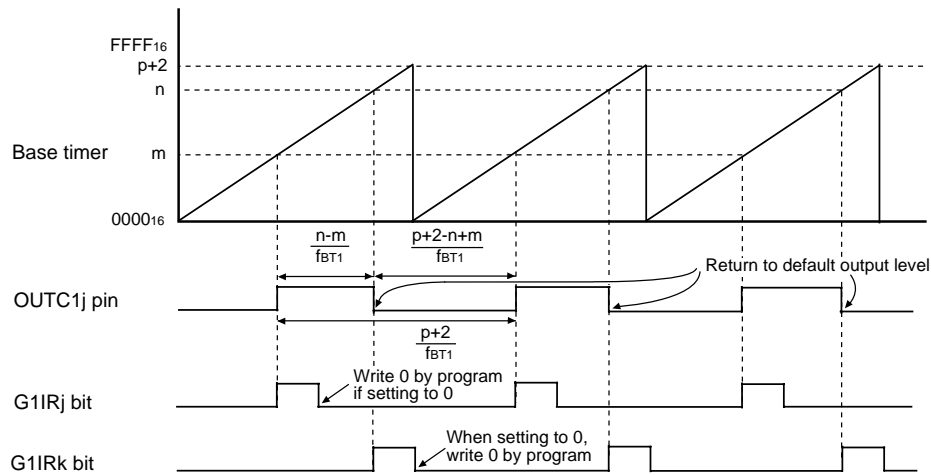 FFFF16
p+2
n
Base timer
m
000016
n-m
fBT1
p+2-n+m
fBT1
Return to default output level
OUTC1j pin
p+2
fBT1
Write 0 by program
if setting to 0
G1IRj bit
When setting to 0,
write 0 by program
G1IRk bit